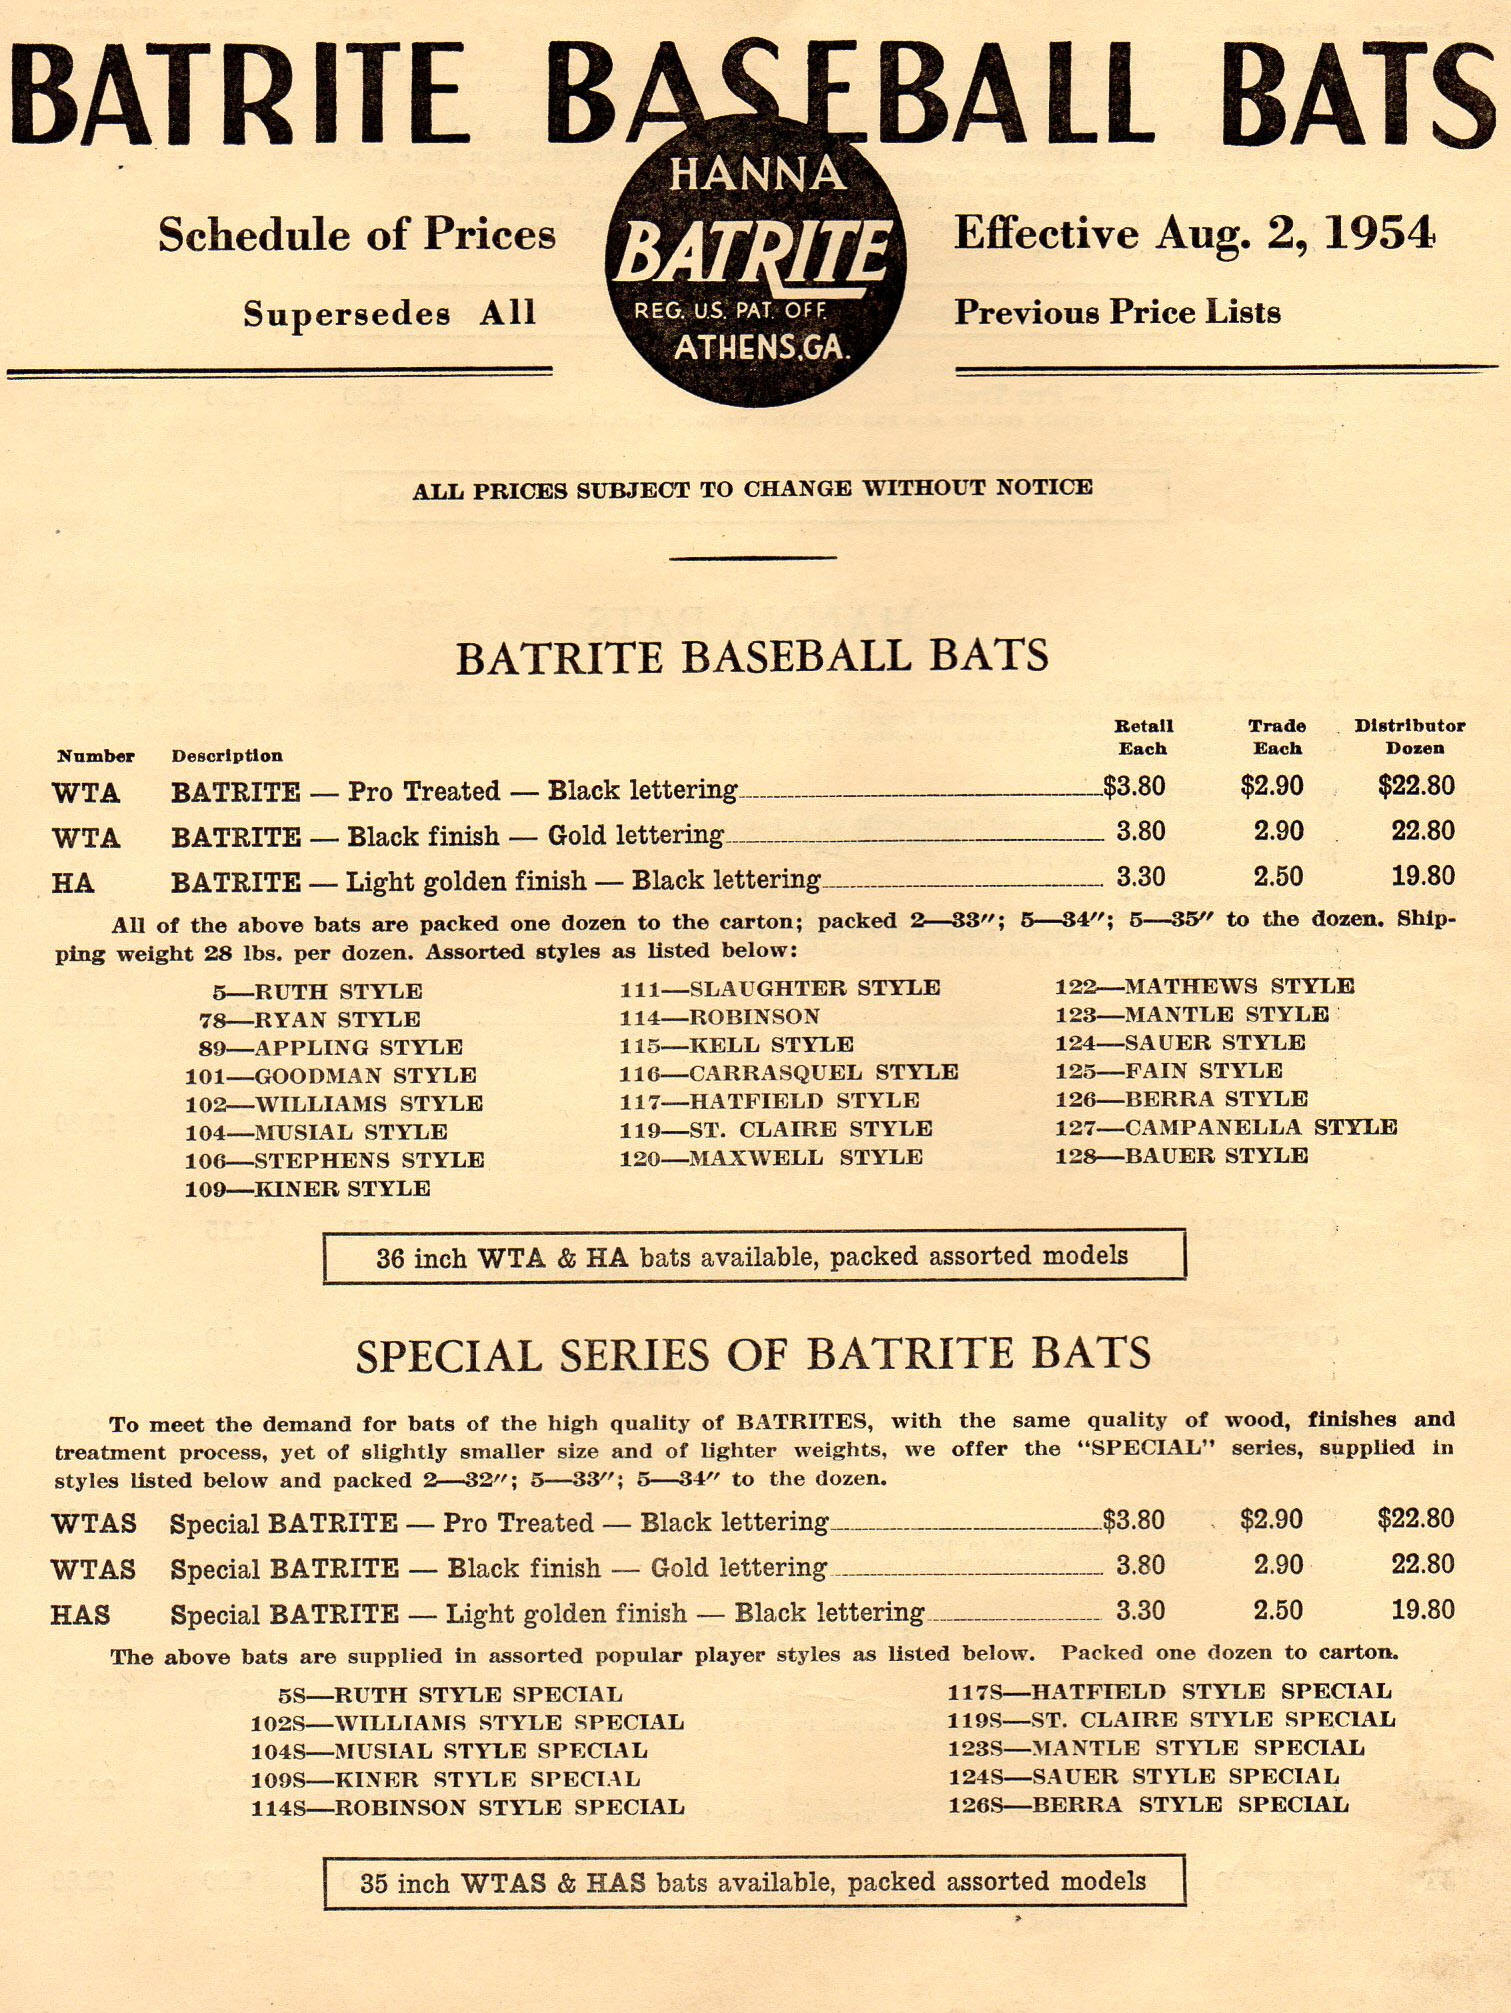 BATRITE BASEBALL BATS
HANNA
BATRITE
REG. U.S. PAT. OFF.
ATHENS, GA.
Schedule of Prices
Effective Aug. 2, 1954
Supersedes All
Previous Price Lists
ALL PRICES SUBJECT TO CHANGE WITHOUT NOTICE
BATRITE BASEBALL BATS
Retail Trade Distributor
Number Description Each Each Dozen
WTA BATRITE — Pro Treated — Black lettering $3.80 $2.90 $22.80
WTA BATRITE — Black finish — Gold lettering 3.80 2.90 22.80
HA BATRITE — Light golden finish — Black lettering 3.30 2.50 19.80
All of the above bats are packed one dozen to the carton; packed 2—33″; 5—34″; 5—35″ to the dozen. Ship-
ping weight 28 lbs. per dozen. Assorted styles as listed below:
5—RUTH STYLE
78—RYAN STYLE
89—APPLING STYLE
101—GOODMAN STYLE
102—WILLIAMS STYLE
104—MUSIAL STYLE
106—STEPHENS STYLE
109—KINER STYLE
111—SLAUGHTER STYLE
114—ROBINSON
115—KELL STYLE
116—CARRASQUEL STYLE
117—HATFIELD STYLE
119—ST. CLAIRE STYLE
120—MAXWELL STYLE
122—MATHEWS STYLE
123—MANTLE STYLE
124—SAUER STYLE
125—FAIN STYLE
126—BERRA STYLE
127—CAMPANELLA STYLE
128—BAUER STYLE
36 inch WTA & HA bats available, packed assorted models
SPECIAL SERIES OF BATRITE BATS
To meet the demand for bats of the high quality of BATRITES, with the same quality of wood, finishes and
treatment process, yet of slightly smaller size and of lighter weights, we offer the “SPECIAL” series, supplied in
styles listed below and packed 2—32″; 5—33″; 5—34″ to the dozen.
WTAS Special BATRITE — Pro Treated — Black lettering $3.80 $2.90 $22.80
WTAS Special BATRITE — Black finish — Gold lettering 3.80 2.90 22.80
HAS Special BATRITE — Light golden finish — Black lettering 3.30 2.50 19.80
The above bats are supplied in assorted popular player styles as listed below. Packed one dozen to carton.
5S—RUTH STYLE SPECIAL
102S—WILLIAMS STYLE SPECIAL
104S—MUSIAL STYLE SPECIAL
109S—KINER STYLE SPECIAL
114S—ROBINSON STYLE SPECIAL
117S—HATFIELD STYLE SPECIAL
119S—ST. CLAIRE STYLE SPECIAL
123S—MANTLE STYLE SPECIAL
124S—SAUER STYLE SPECIAL
126S—BERRA STYLE SPECIAL
35 inch WTAS & HAS bats available, packed assorted models